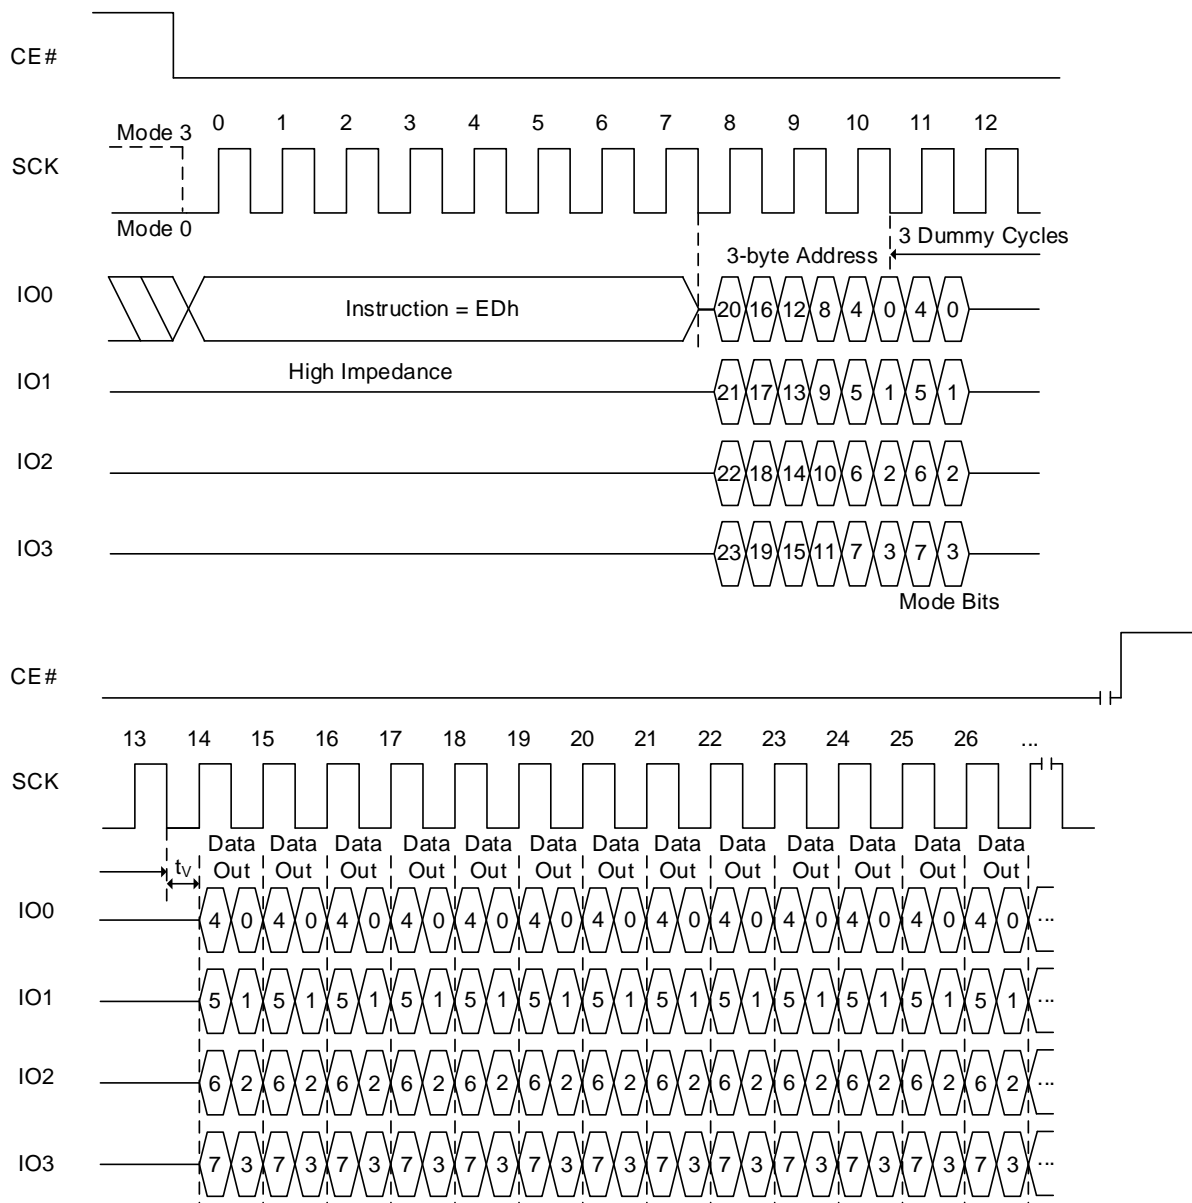 CE#
0 1 2 3 4 5 6 7 8 9 10 11 12
Mode 3
SCK
Mode 0
3 Dummy Cycles
3-byte Address
IO0
Instruction = EDh
20 16 12 8 4 0 4 0
High Impedance
IO1
21 17 13 9 5 1 5 1
IO2
22 18 14 10 6 2 6 2
IO3
23 19 15 11 7 3 7 3
Mode Bits
CE#
13 14 15 16 17 18 19 20 21 22 23 24 25 26 ...
SCK
Data Data Data Data Data Data Data Data Data Data Data Data Data
tV Out Out Out Out Out Out Out Out Out Out Out Out Out
IO0
4 0 4 0 4 0 4 0 4 0 4 0 4 0 4 0 4 0 4 0 4 0 4 0 4 0 ...
IO1
5 1 5 1 5 1 5 1 5 1 5 1 5 1 5 1 5 1 5 1 5 1 5 1 5 1 ...
IO2
6 2 6 2 6 2 6 2 6 2 6 2 6 2 6 2 6 2 6 2 6 2 6 2 6 2 ...
IO3
7 3 7 3 7 3 7 3 7 3 7 3 7 3 7 3 7 3 7 3 7 3 7 3 7 3 ...